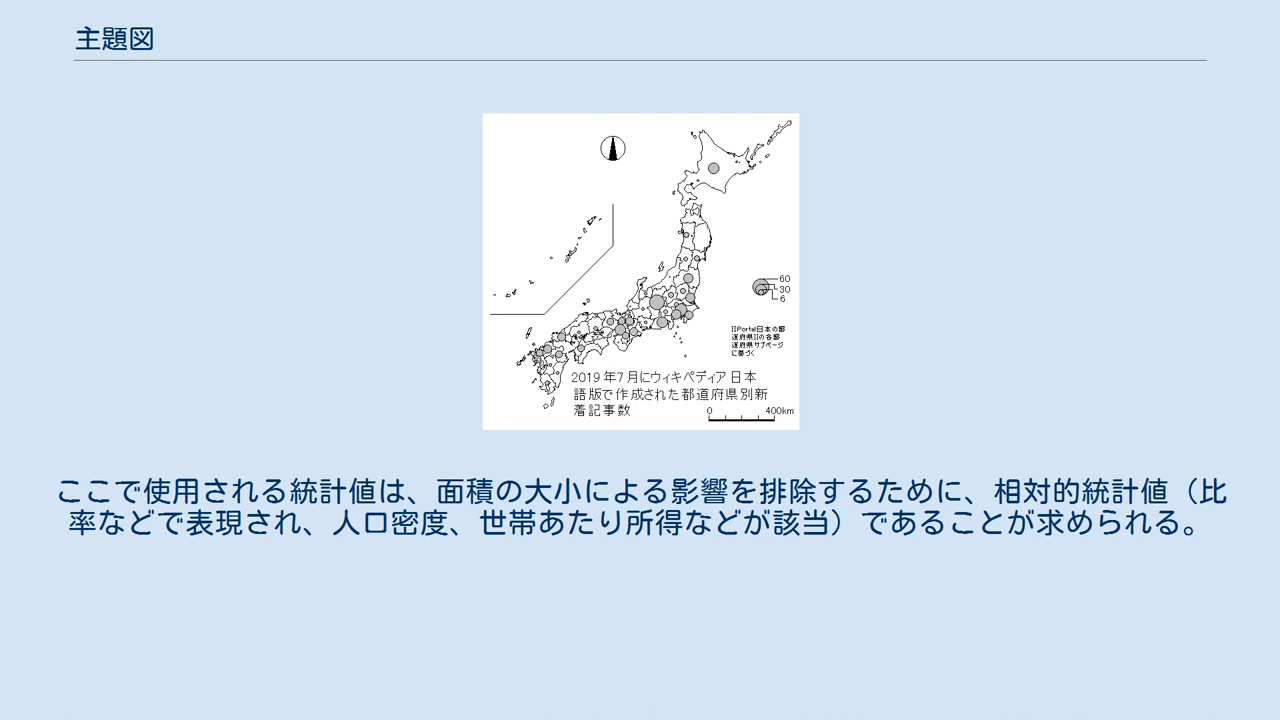 主題図
60
30
6
[[Portal:日本の都
道府県]]の各都
道府県サブページ
に基づく
2019年7月にウィキペディア日本
語版で作成された都道府県別新
着記事数
0 400km
ここで使用される統計値は、面積の大小による影響を排除するために、相対的統計値（比
率などで表現され、人口密度、世帯あたり所得などが該当）であることが求められる。